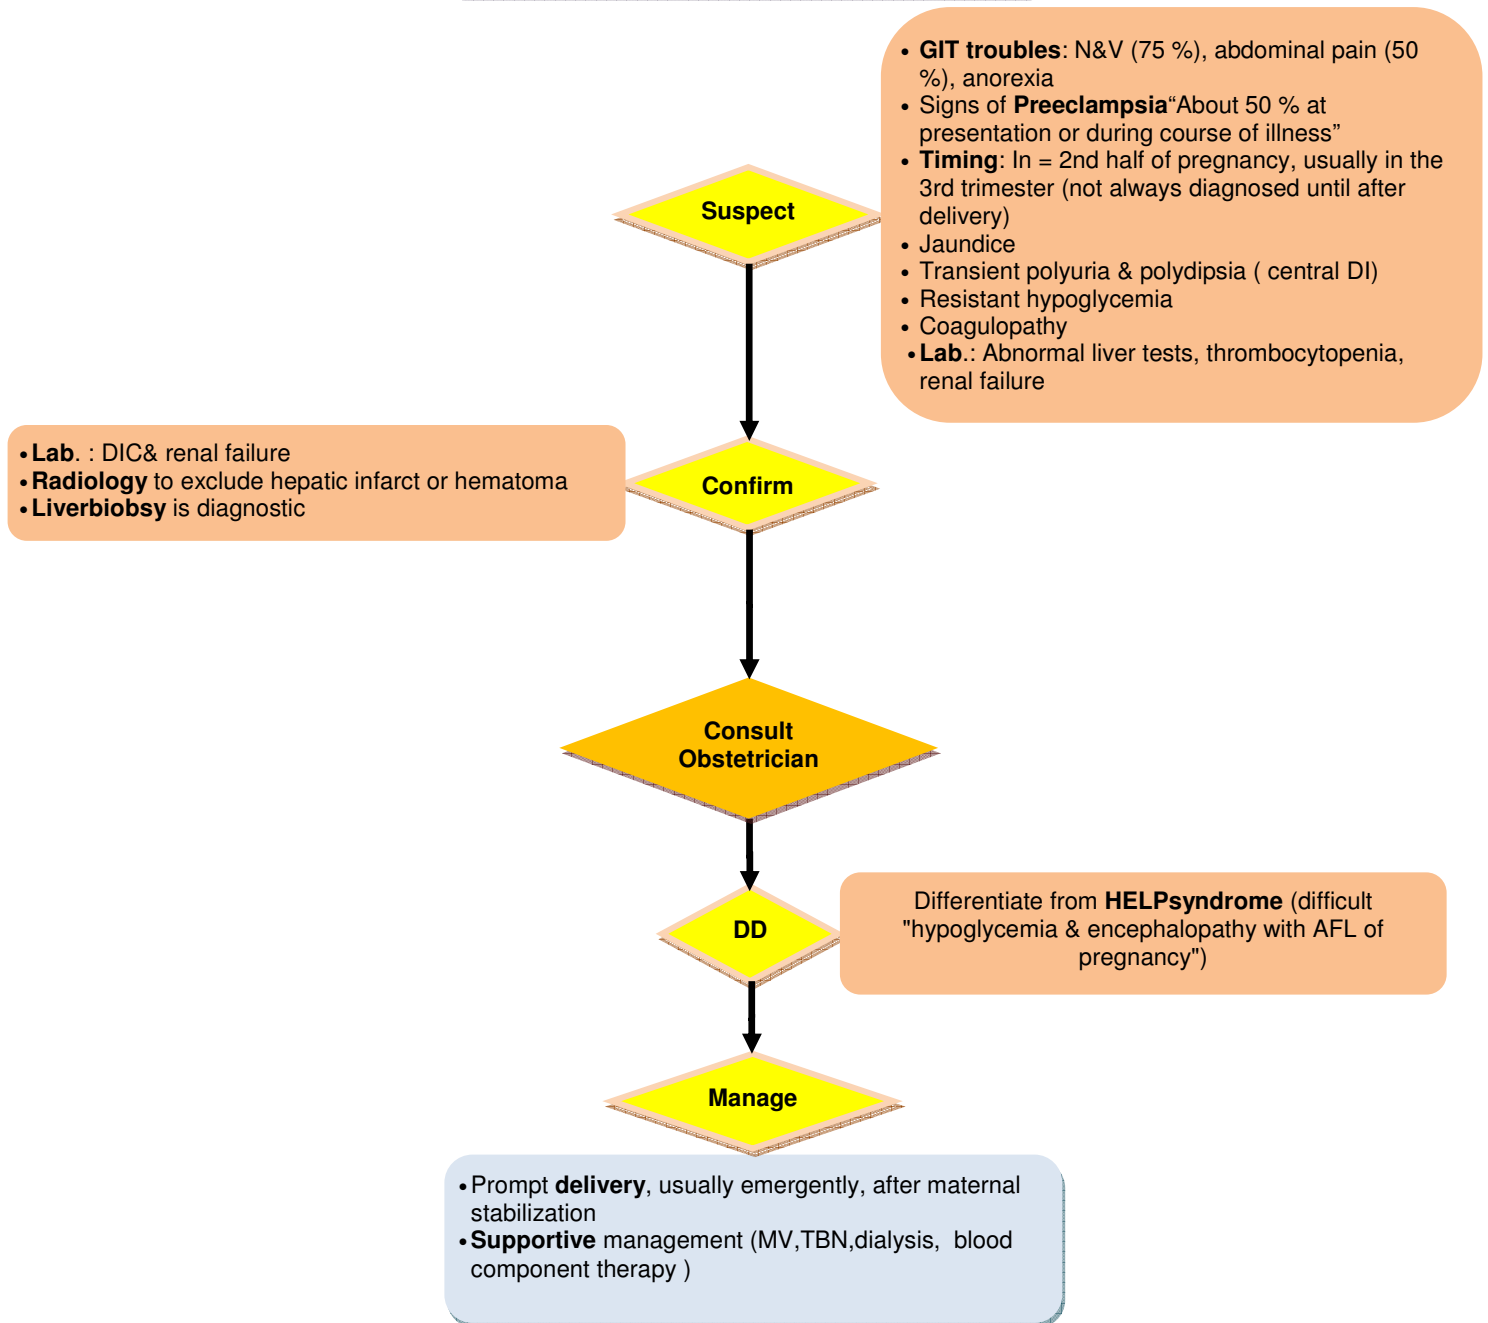 • GIT troubles: N&V (75 %), abdominal pain (50
%), anorexia
• Signs of Preeclampsia“About 50 % at
presentation or during course of illness”
• Timing: In = 2nd half of pregnancy, usually in the
3rd trimester (not always diagnosed until after
delivery)
• Jaundice
• Transient polyuria & polydipsia ( central DI)
• Resistant hypoglycemia
• Coagulopathy
• Lab.: Abnormal liver tests, thrombocytopenia,
renal failure
Suspect
• Lab. : DIC& renal failure
• Radiology to exclude hepatic infarct or hematoma
• Liverbiobsy is diagnostic
Confirm
Consult
Obstetrician
DD
Differentiate from HELPsyndrome (difficult
"hypoglycemia & encephalopathy with AFL of
pregnancy")
Manage
• Prompt delivery, usually emergently, after maternal
stabilization
• Supportive management (MV,TBN,dialysis, blood
component therapy )